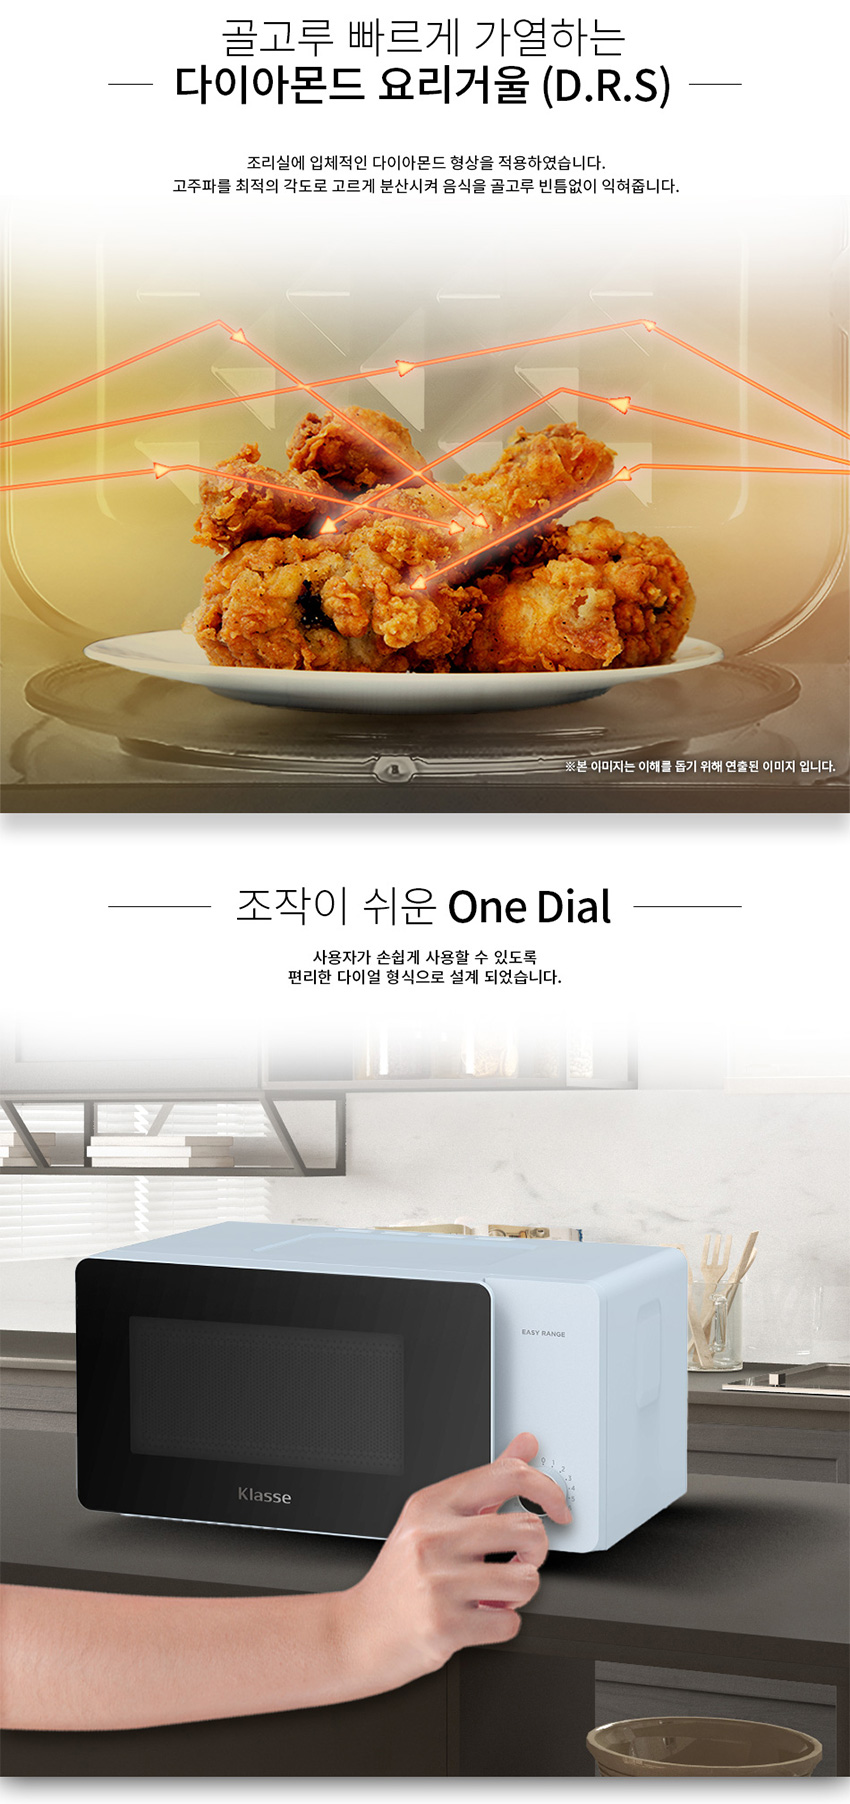 골고루 빠르게 가열하는
다이아몬드 요리거울 (D.R.S)
조리실에 입체적인 다이아몬드 형상을 적용하였습니다.
고주파를 최적의 각도로 고르게 분산시켜 음식을 골고루 빈틈없이 익혀줍니다.
※본 이미지는 이해를 돕기 위해 연출된 이미지 입니다.
조작이 쉬운 One Dial
사용자가 손쉽게 사용할 수 있도록
편리한 다이얼 형식으로 설계 되었습니다.
EASY RANGE
0 1 2 3 4 5
Klasse